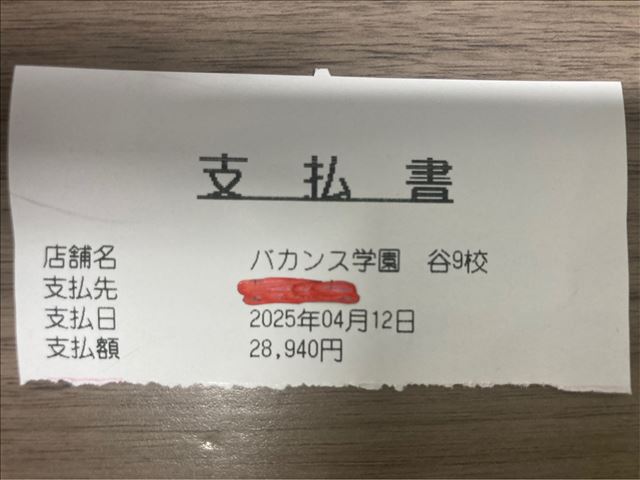 支払書
店舗名 バカンス学園 谷9校
支払先
支払日 2025年04月12日
支払額 28,940円